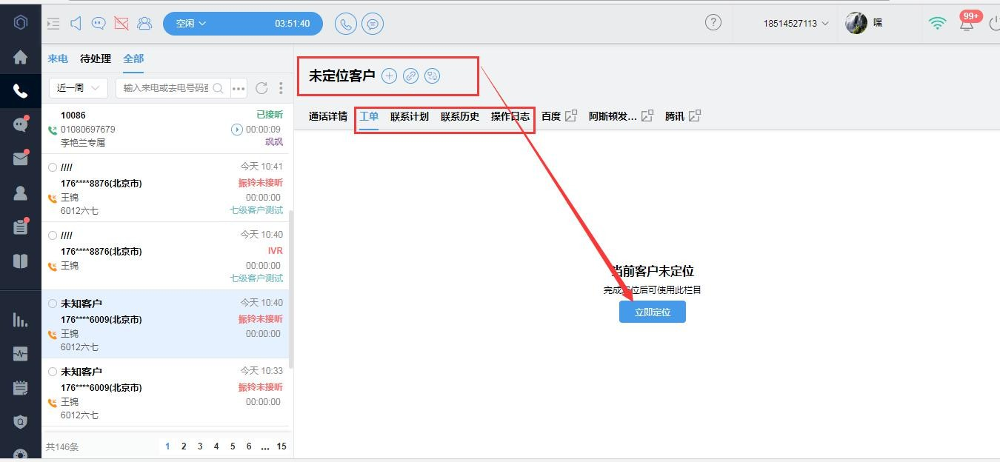 空闲 03:51:40
18514527113
嘿
99+
来电 待处理 全部
近一周
输入来电或去电号码查
10086 已接听
01080697679 00:00:09
李艳兰专属 飒飒
//// 今天 10:41
176****8876(北京市) 振铃未接听
王锦 00:00:00
6012六七 七级客户测试
//// 今天 10:40
176****8876(北京市) IVR
王锦 00:00:00
七级客户测试
未知客户 今天 10:40
176****6009(北京市) 振铃未接听
王锦 00:00:00
6012六七
未知客户 今天 10:33
176****6009(北京市) 振铃未接听
王锦 00:00:00
6012六七
共146条 1 2 3 4 5 6 ... 15
未定位客户
通话详情 工单 联系计划 联系历史 操作日志 百度 阿斯顿发... 腾讯
当前客户未定位
完成定位后可使用此栏目
立即定位